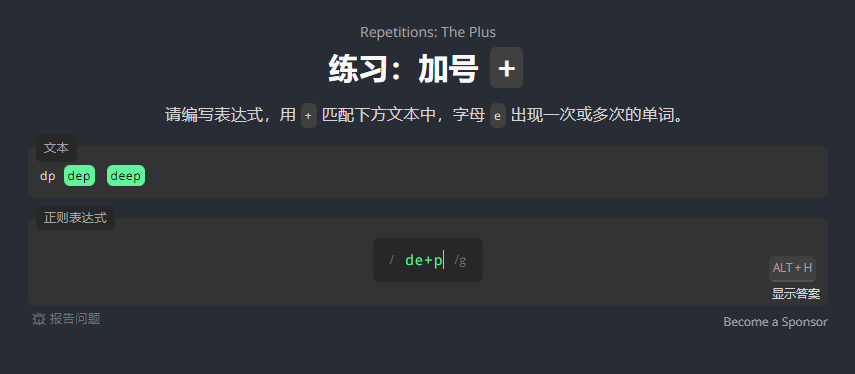 Repetitions: The Plus
练习：加号 +
请编写表达式，用 + 匹配下方文本中，字母 e 出现一次或多次的单词。
文本
dp dep deep
正则表达式
/ de+p /g
ALT + H
显示答案
报告问题
Become a Sponsor